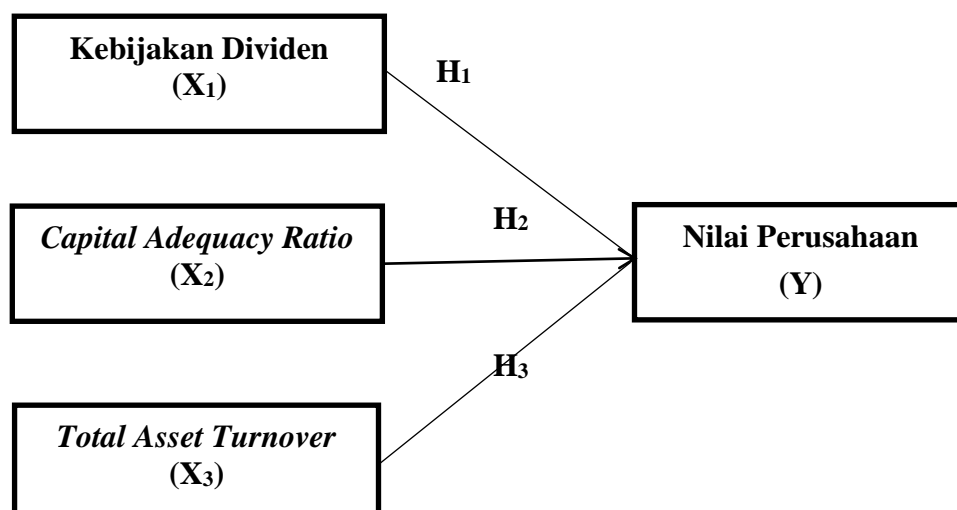 Kebijakan Dividen
(X₁)
H₁
Capital Adequacy Ratio
(X₂)
H₂
Nilai Perusahaan
(Y)
H₃
Total Asset Turnover
(X₃)